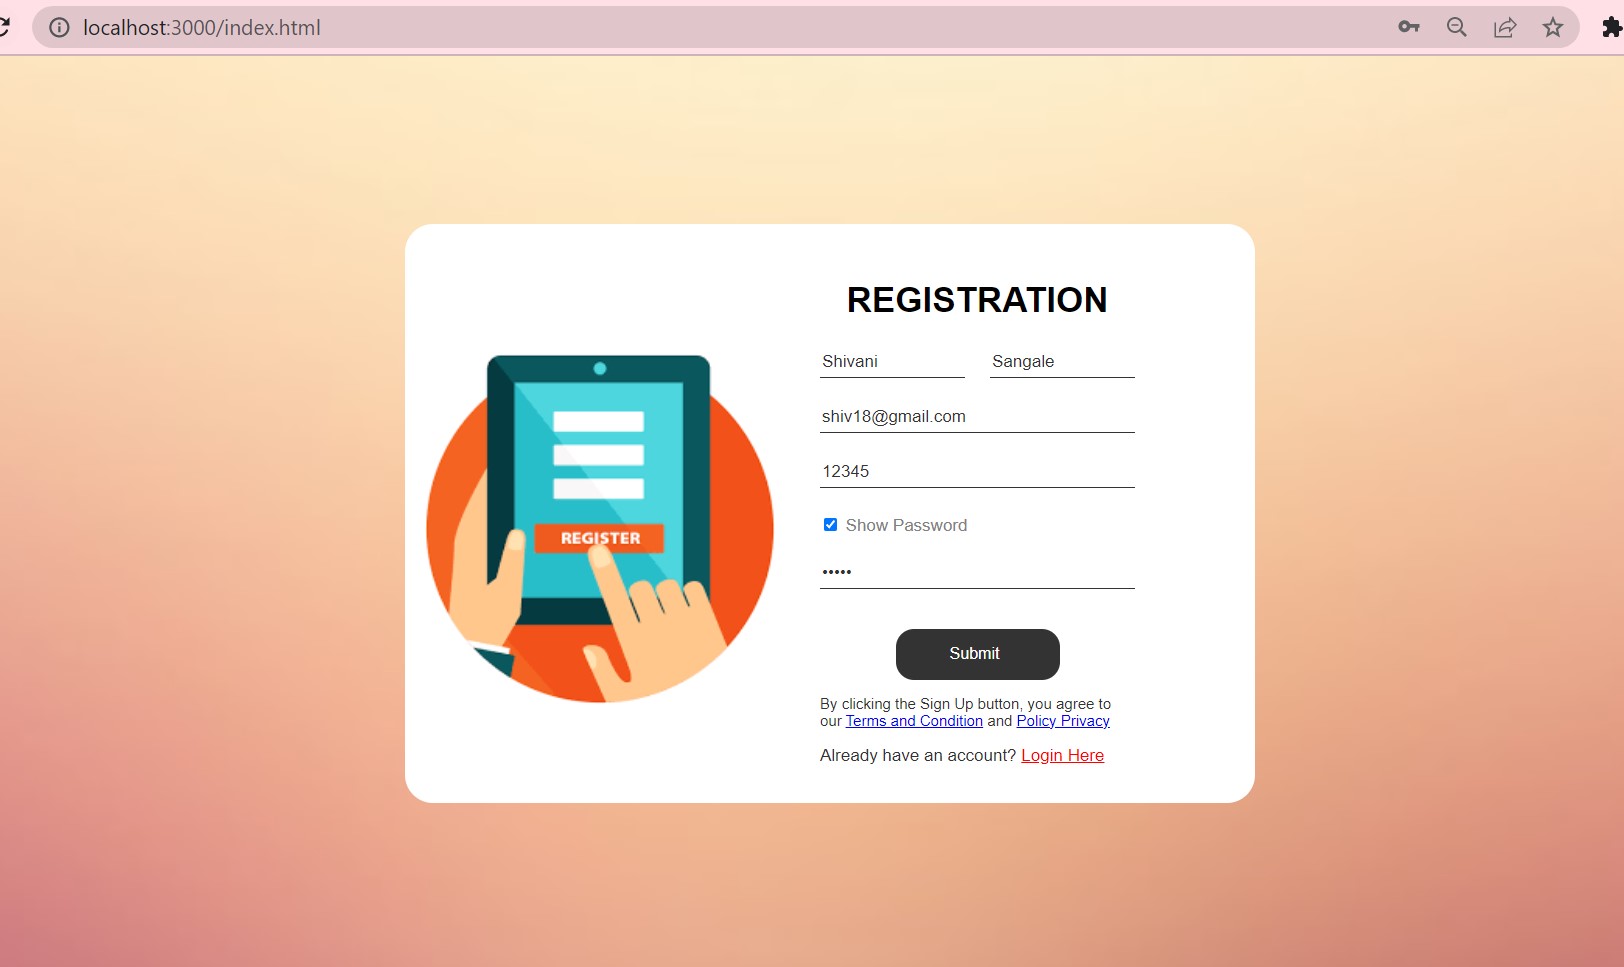 localhost:3000/index.html
REGISTRATION
Shivani Sangale
shiv18@gmail.com
12345
Show Password
•••••
REGISTER
Submit
By clicking the Sign Up button, you agree to
our Terms and Condition and Policy Privacy
Already have an account? Login Here